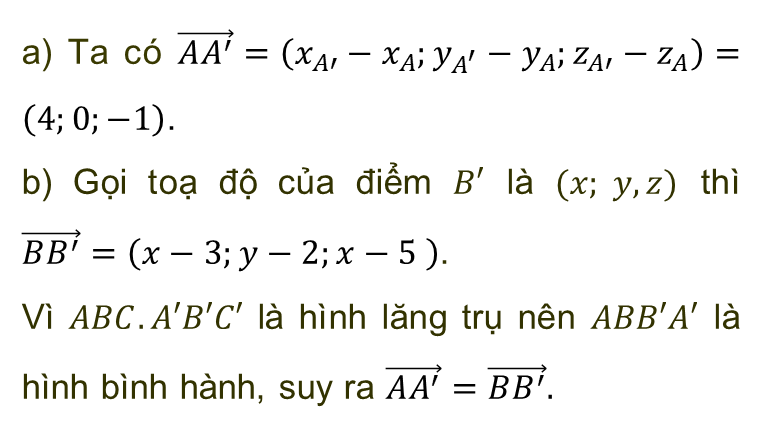 a) Ta có $\overrightarrow{AA'} = (x_{A'} - x_A; y_{A'} - y_A; z_{A'} - z_A) =$
$(4; 0; -1)$.
b) Gọi toạ độ của điểm $B'$ là $(x; y, z)$ thì
$\overrightarrow{BB'} = (x - 3; y - 2; x - 5)$.
Vì $ABC.A'B'C'$ là hình lăng trụ nên $ABB'A'$ là
hình bình hành, suy ra $\overrightarrow{AA'} = \overrightarrow{BB'}$.